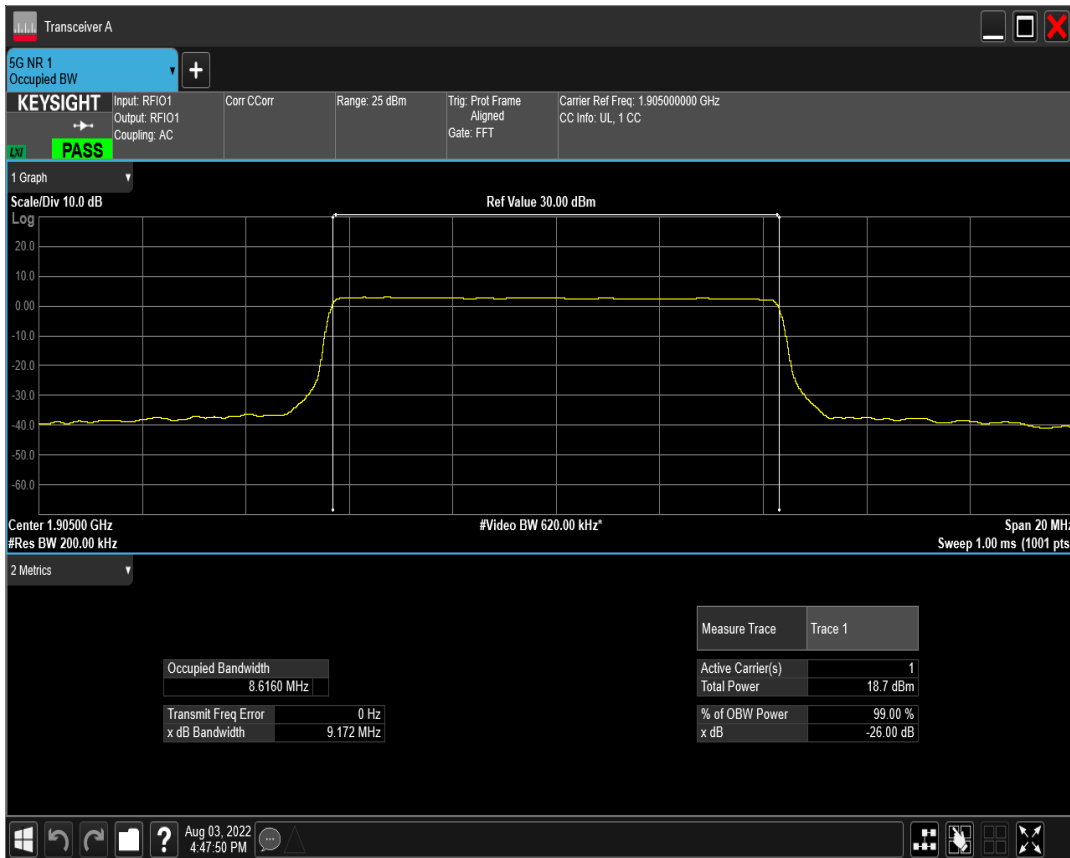 Transceiver A
5G NR 1
Occupied BW
KEYSIGHT
LXI
PASS
Input: RFIO1
Output: RFIO1
Coupling: AC
Corr CCorr
Range: 25 dBm
Trig: Prot Frame
Aligned
Gate: FFT
Carrier Ref Freq: 1.905000000 GHz
CC Info: UL, 1 CC
1 Graph
Scale/Div 10.0 dB
Ref Value 30.00 dBm
Log
20.0
10.0
0.00
-10.0
-20.0
-30.0
-40.0
-50.0
-60.0
Center 1.90500 GHz
#Video BW 620.00 kHz*
Span 20 MHz
#Res BW 200.00 kHz
Sweep 1.00 ms (1001 pts
2 Metrics
Measure Trace Trace 1
Occupied Bandwidth
8.6160 MHz
Active Carrier(s) 1
Total Power 18.7 dBm
Transmit Freq Error 0 Hz
x dB Bandwidth 9.172 MHz
% of OBW Power 99.00 %
x dB -26.00 dB
?
Aug 03, 2022
4:47:50 PM